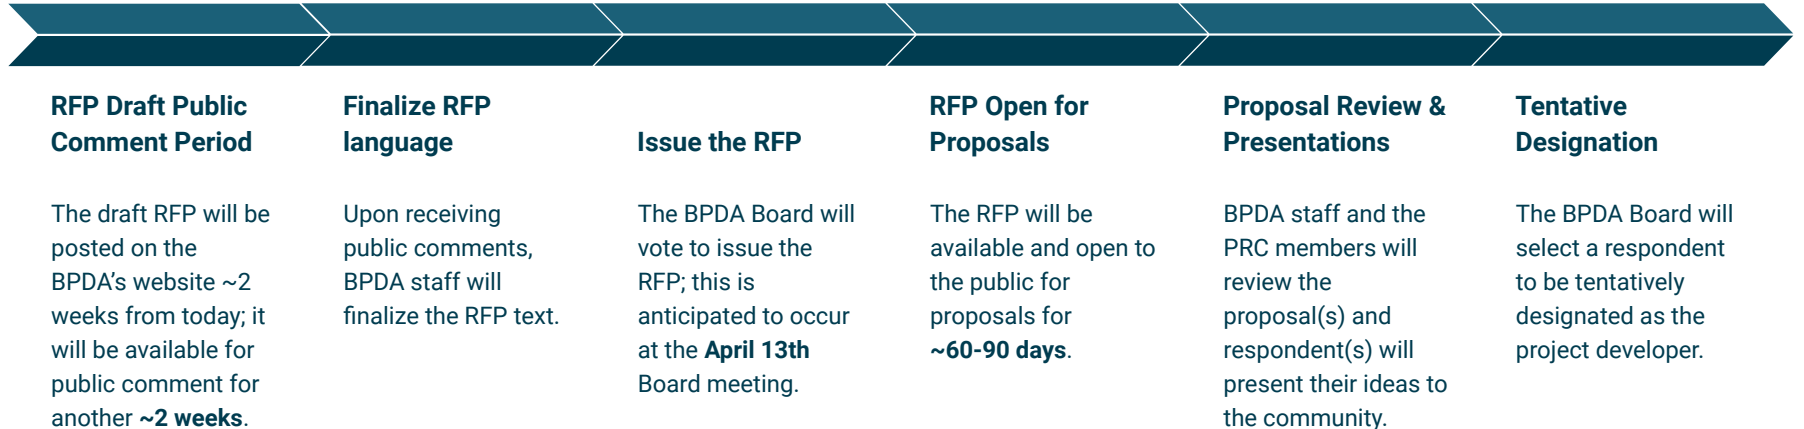 RFP Draft Public
Comment Period
The draft RFP will be
posted on the
BPDA’s website ~2
weeks from today; it
will be available for
public comment for
another ~2 weeks.
Finalize RFP
language
Upon receiving
public comments,
BPDA staff will
finalize the RFP text.
Issue the RFP
The BPDA Board will
vote to issue the
RFP; this is
anticipated to occur
at the April 13th
Board meeting.
RFP Open for
Proposals
The RFP will be
available and open to
the public for
proposals for
~60-90 days.
Proposal Review &
Presentations
BPDA staff and the
PRC members will
review the
proposal(s) and
respondent(s) will
present their ideas to
the community.
Tentative
Designation
The BPDA Board will
select a respondent
to be tentatively
designated as the
project developer.